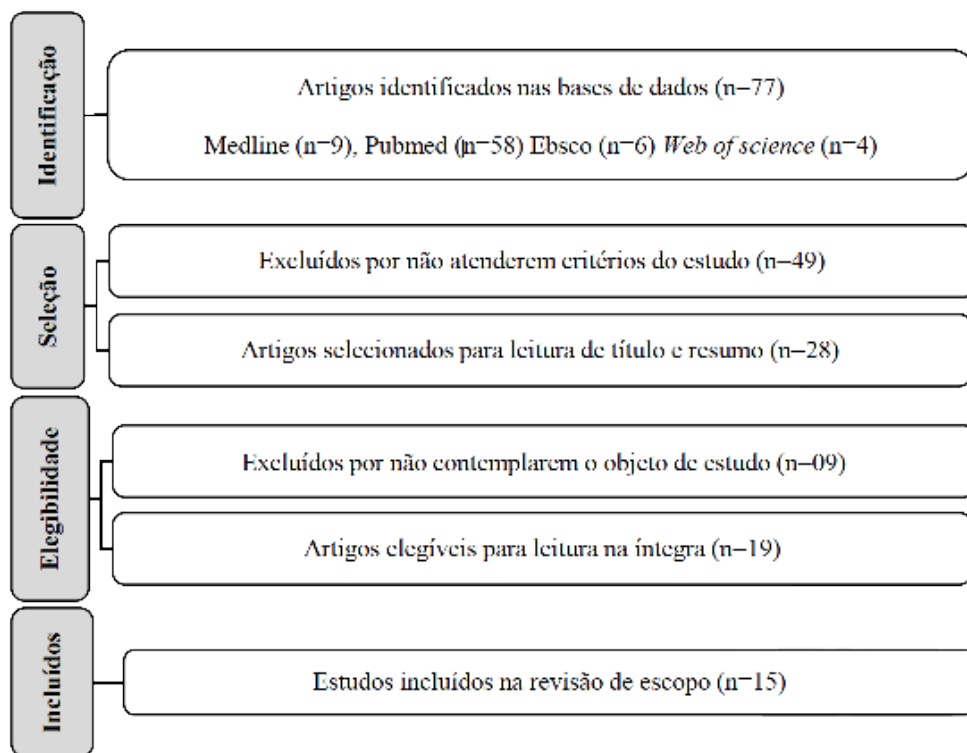 Identificação
Artigos identificados nas bases de dados (n=77)
Medline (n=9), Pubmed (n=58) Ebsco (n=6) Web of science (n=4)
Seleção
Excluídos por não atenderem critérios do estudo (n=49)
Artigos selecionados para leitura de título e resumo (n=28)
Elegibilidade
Excluídos por não contemplarem o objeto de estudo (n=09)
Artigos elegíveis para leitura na íntegra (n=19)
Incluídos
Estudos incluídos na revisão de escopo (n=15)